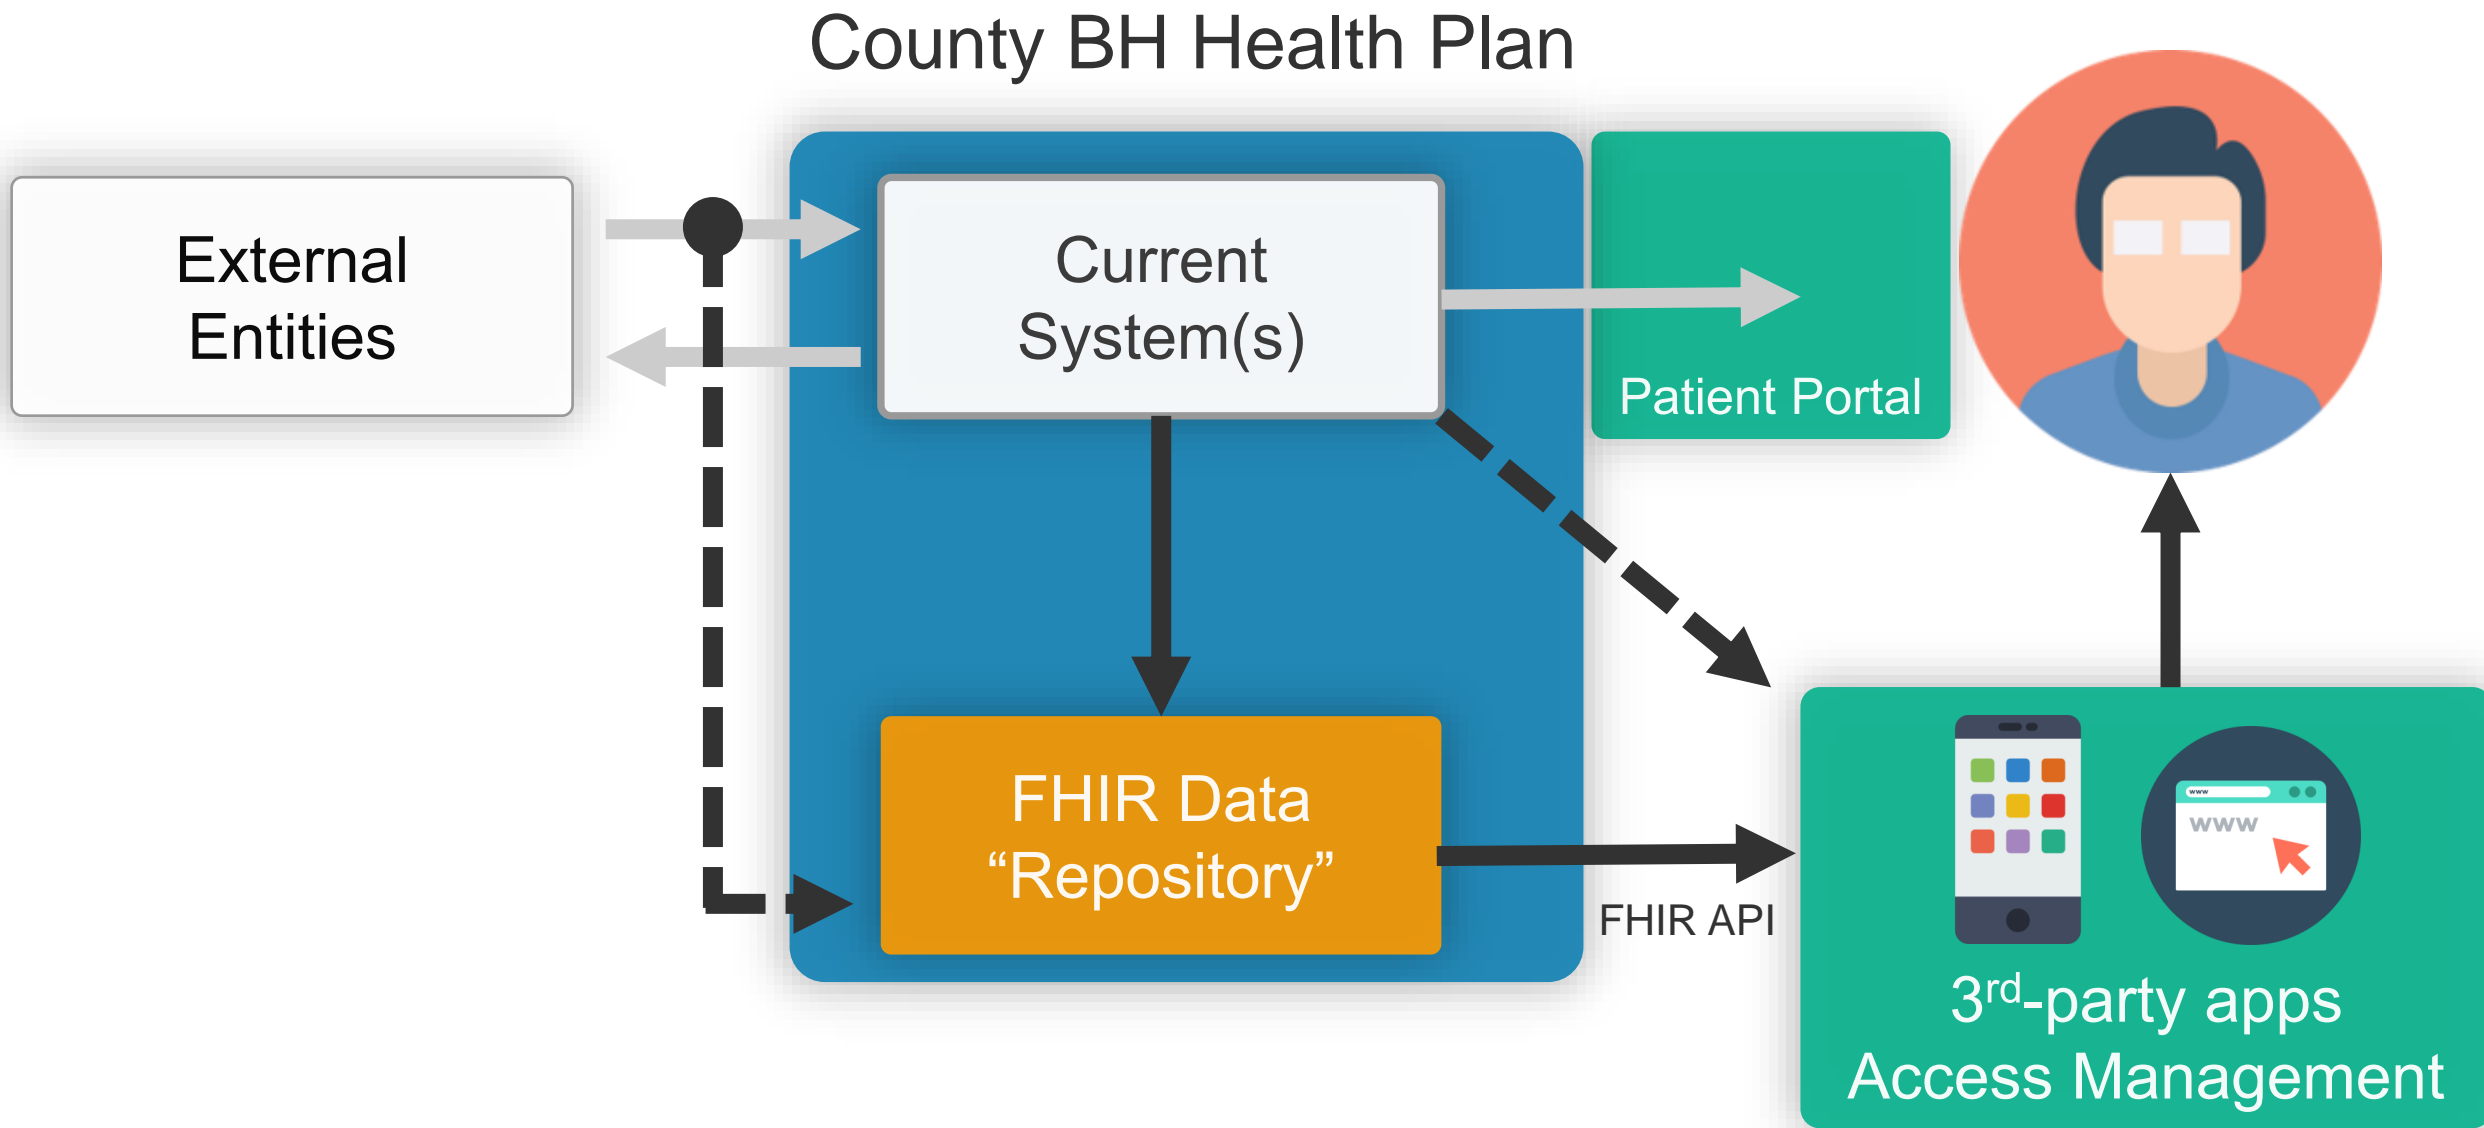 County BH Health Plan
External
Entities
Current
System(s)
Patient Portal
FHIR Data
“Repository”
FHIR API
www
www
3rd-party apps
Access Management